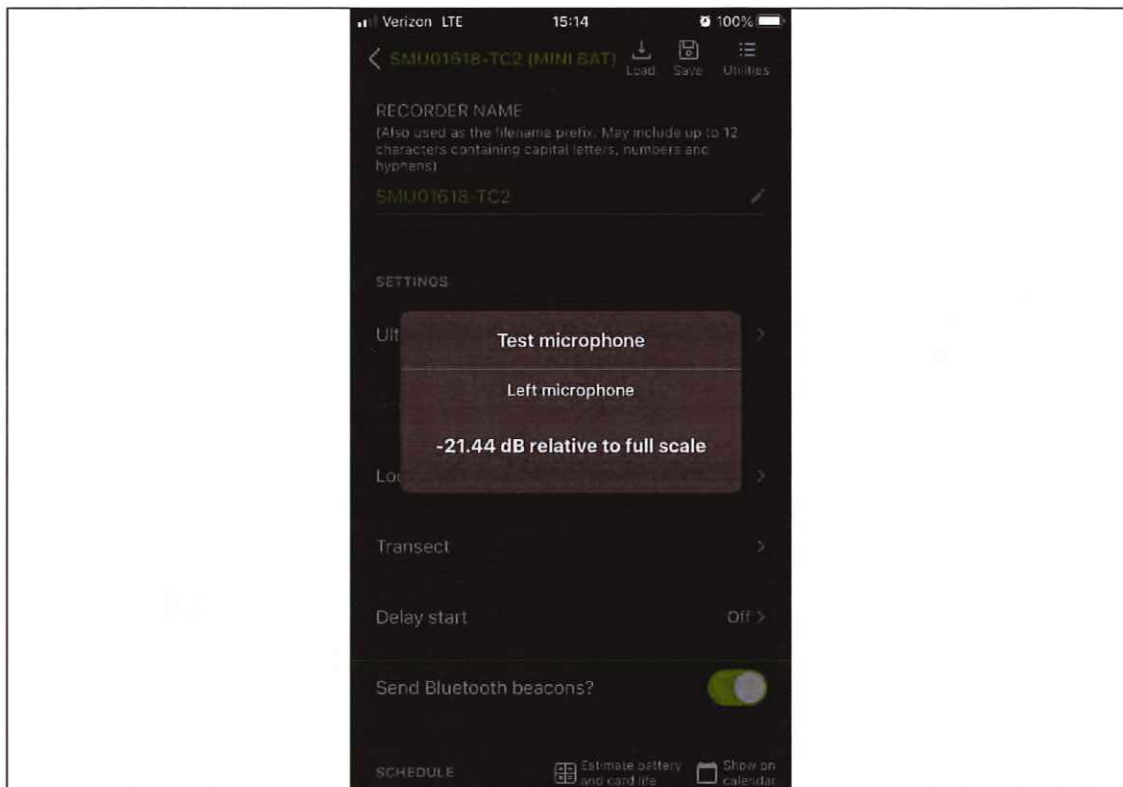 Verizon LTE 15:14 100%
SMU01618-TC2 (MINI BAT) Load Save Utilities
RECORDER NAME
(Also used as the filename prefix. May include up to 12
characters containing capital letters, numbers and
hyphens)
SMU01618-TC2
SETTINGS
Ult
Test microphone
Left microphone
-21.44 dB relative to full scale
Loc
Transect
Delay start Off
Send Bluetooth beacons?
SCHEDULE
Estimate battery
and card life
Show on
calendar